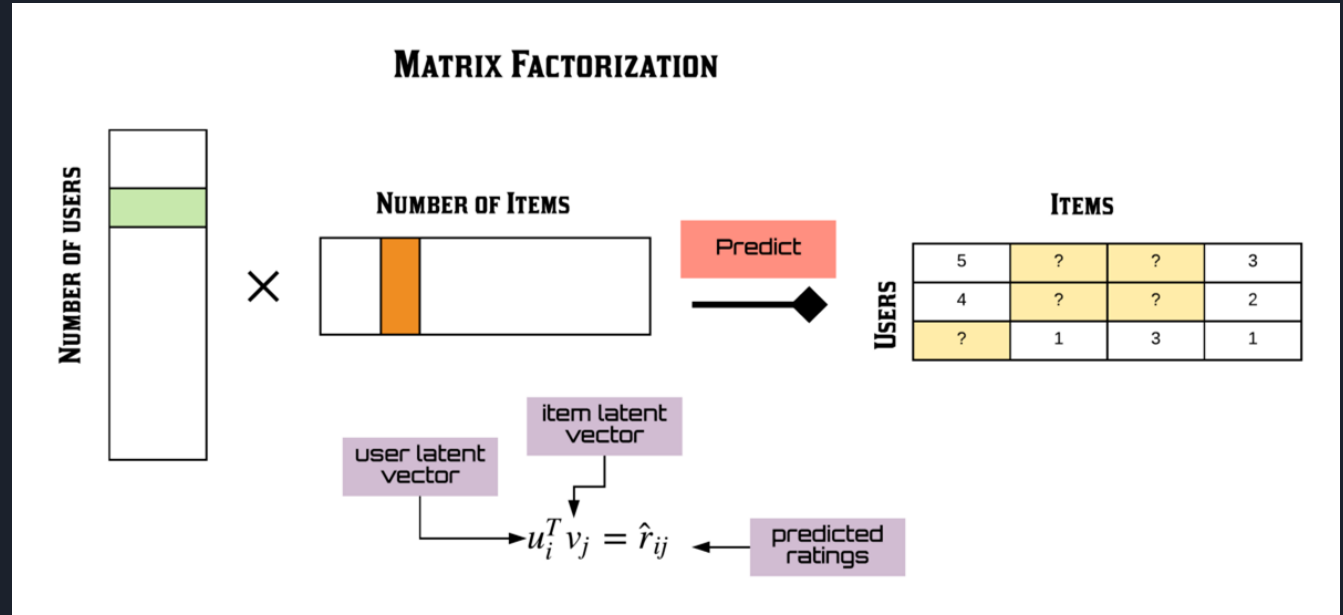 MATRIX FACTORIZATION
NUMBER OF USERS
×
NUMBER OF ITEMS
Predict
ITEMS
USERS
5 ? ? 3
4 ? ? 2
? 1 3 1
item latent
vector
user latent
vector
u_i^T v_j = r̂_ij
predicted
ratings